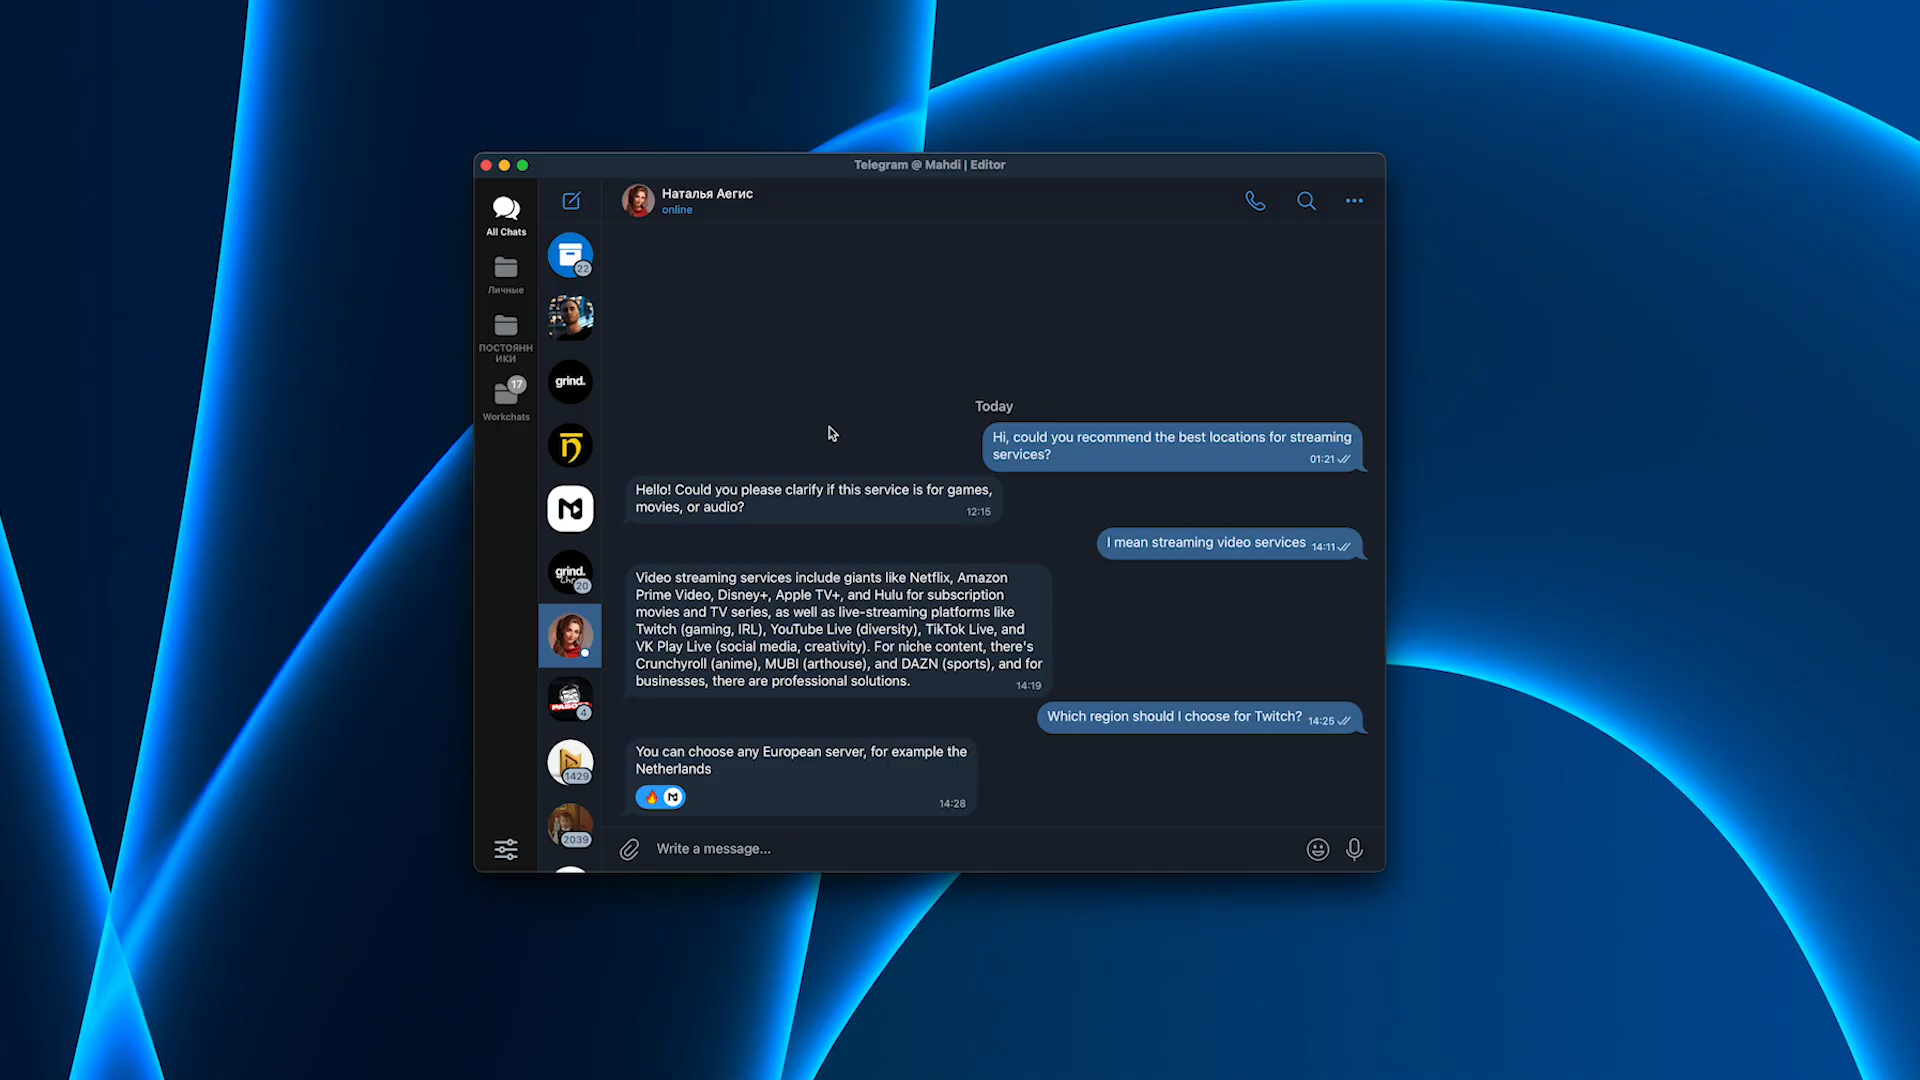 Telegram @ Mahdi | Editor
All Chats
Личные
ПОСТОЯНН
ИКИ
17
Workchats
22
grind.
grind.
20
4
1429
2039
Наталья Аегис
online
Today
Hi, could you recommend the best locations for streaming
services?
01:21
Hello! Could you please clarify if this service is for games,
movies, or audio?
12:15
I mean streaming video services 14:11
Video streaming services include giants like Netflix, Amazon
Prime Video, Disney+, Apple TV+, and Hulu for subscription
movies and TV series, as well as live-streaming platforms like
Twitch (gaming, IRL), YouTube Live (diversity), TikTok Live, and
VK Play Live (social media, creativity). For niche content, there's
Crunchyroll (anime), MUBI (arthouse), and DAZN (sports), and for
businesses, there are professional solutions.
14:19
Which region should I choose for Twitch? 14:25
You can choose any European server, for example the
Netherlands
14:28
Write a message...